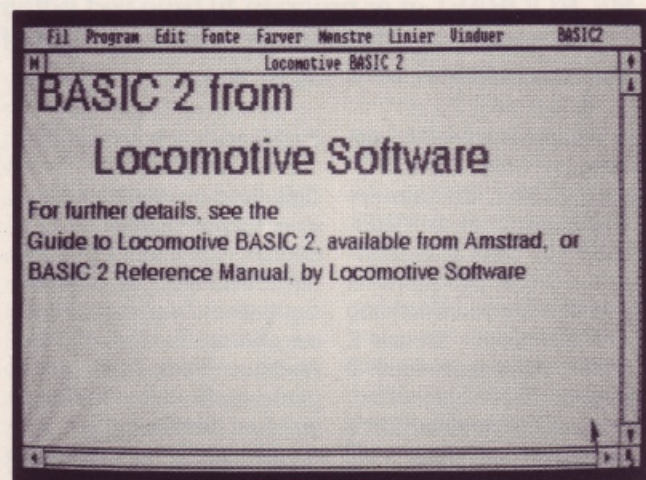 Fil Program Edit Fonte Farver Mønstre Linier Vinduer BASIC2
Locomotive BASIC 2
BASIC 2 from
Locomotive Software
For further details, see the
Guide to Locomotive BASIC 2, available from Amstrad, or
BASIC 2 Reference Manual, by Locomotive Software